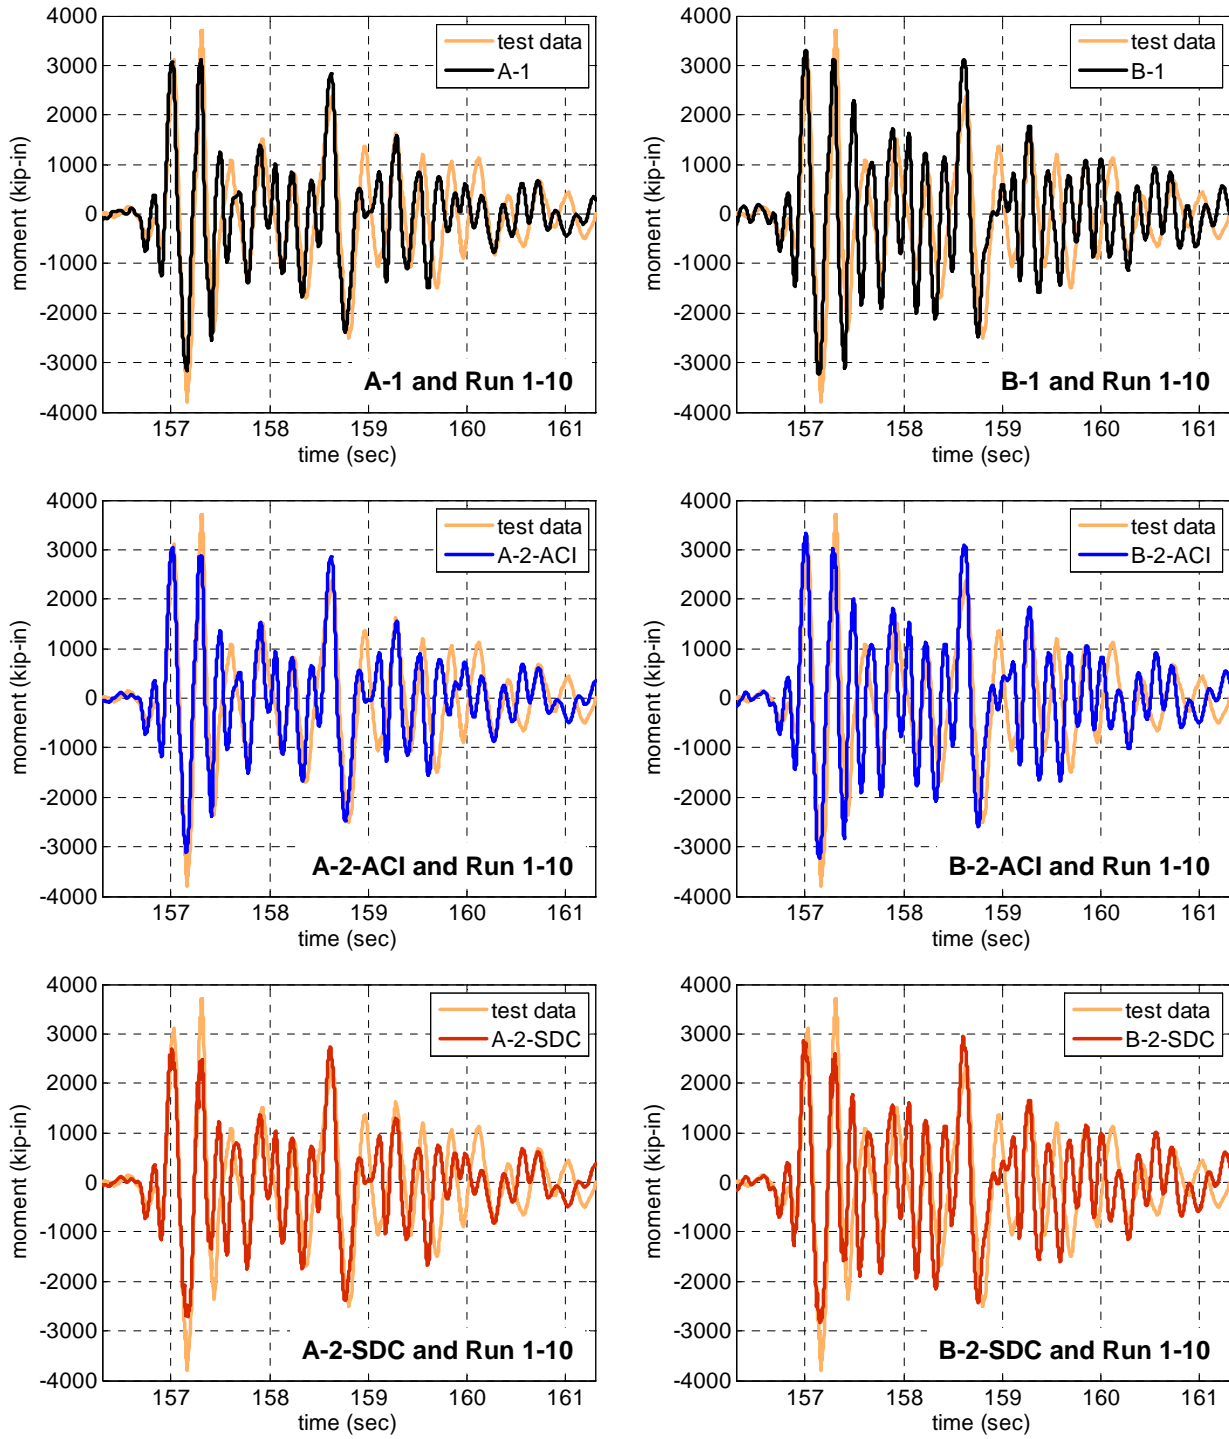 4000
3000
2000
1000
0
-1000
-2000
-3000
-4000
moment (kip-in)
test data
A-1
A-1 and Run 1-10
157 158 159 160 161
time (sec)
4000
3000
2000
1000
0
-1000
-2000
-3000
-4000
moment (kip-in)
test data
B-1
B-1 and Run 1-10
157 158 159 160 161
time (sec)
4000
3000
2000
1000
0
-1000
-2000
-3000
-4000
moment (kip-in)
test data
A-2-ACI
A-2-ACI and Run 1-10
157 158 159 160 161
time (sec)
4000
3000
2000
1000
0
-1000
-2000
-3000
-4000
moment (kip-in)
test data
B-2-ACI
B-2-ACI and Run 1-10
157 158 159 160 161
time (sec)
4000
3000
2000
1000
0
-1000
-2000
-3000
-4000
moment (kip-in)
test data
A-2-SDC
A-2-SDC and Run 1-10
157 158 159 160 161
time (sec)
4000
3000
2000
1000
0
-1000
-2000
-3000
-4000
moment (kip-in)
test data
B-2-SDC
B-2-SDC and Run 1-10
157 158 159 160 161
time (sec)